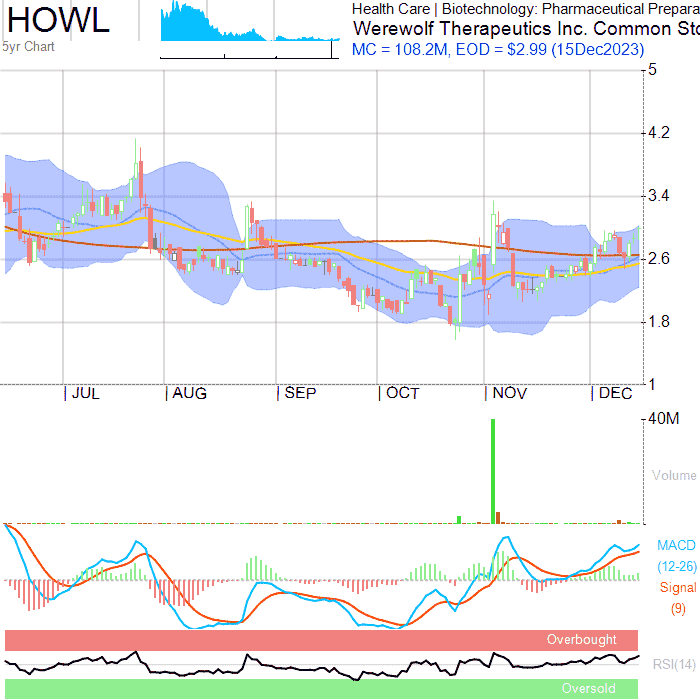 HOWL
5yr Chart
Health Care | Biotechnology: Pharmaceutical Prepara
Werewolf Therapeutics Inc. Common Sto
MC = 108.2M, EOD = $2.99 (15Dec2023)
5
4.2
3.4
2.6
1.8
1
JUL AUG SEP OCT NOV DEC
40M
Volume
MACD
(12-26)
Signal
(9)
Overbought
RSI(14)
Oversold